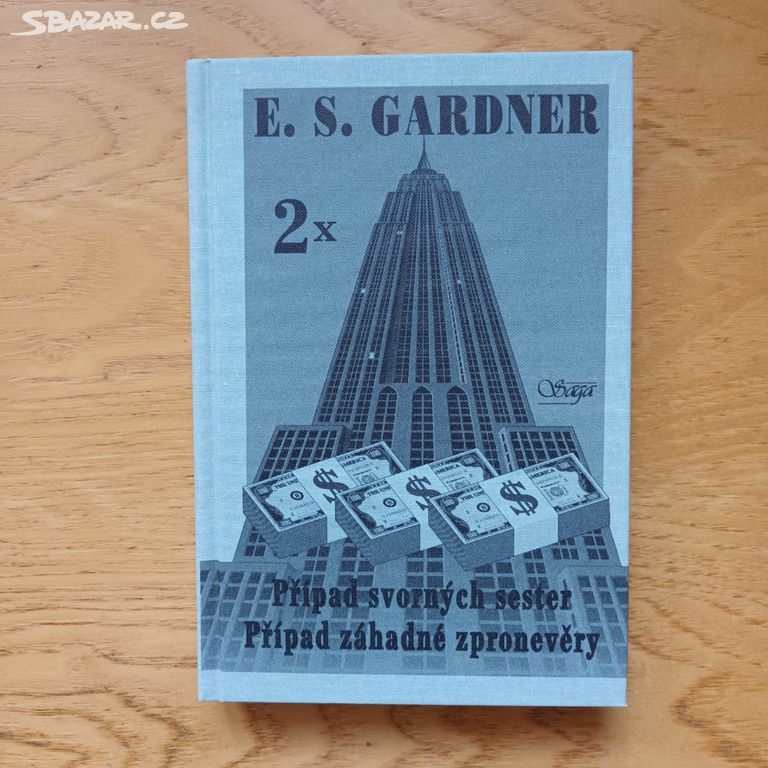 SBAZAR.CZ
E. S. GARDNER
2x
Saga
$ $ $
Případ svorných sester
Případ záhadné zpronevěry